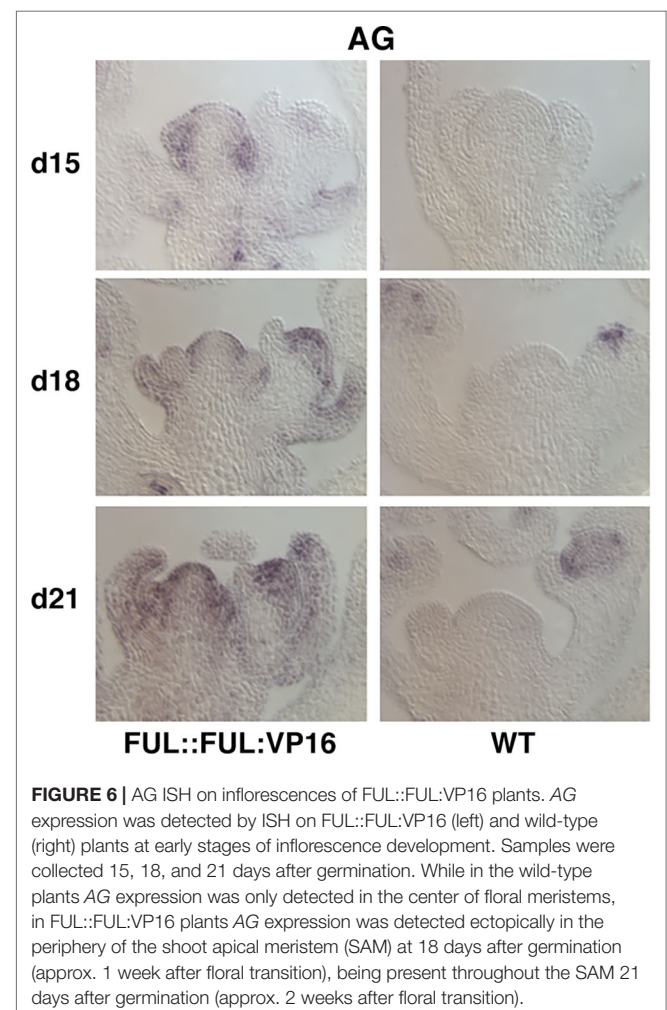 AG
d15
d18
d21
FUL::FUL:VP16
WT
FIGURE 6 | AG ISH on inflorescences of FUL::FUL:VP16 plants. AG
expression was detected by ISH on FUL::FUL:VP16 (left) and wild-type
(right) plants at early stages of inflorescence development. Samples were
collected 15, 18, and 21 days after germination. While in the wild-type
plants AG expression was only detected in the center of floral meristems,
in FUL::FUL:VP16 plants AG expression was detected ectopically in the
periphery of the shoot apical meristem (SAM) at 18 days after germination
(approx. 1 week after floral transition), being present throughout the SAM 21
days after germination (approx. 2 weeks after floral transition).